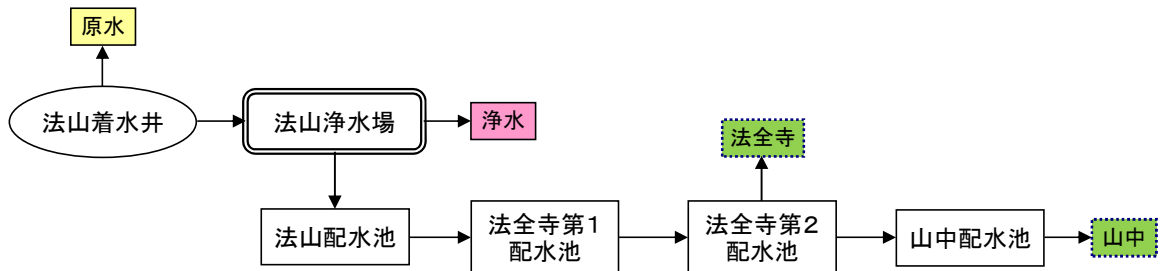 原水
法山着水井
法山浄水場
浄水
法全寺
法山配水池
法全寺第1
配水池
法全寺第2
配水池
山中配水池
山中